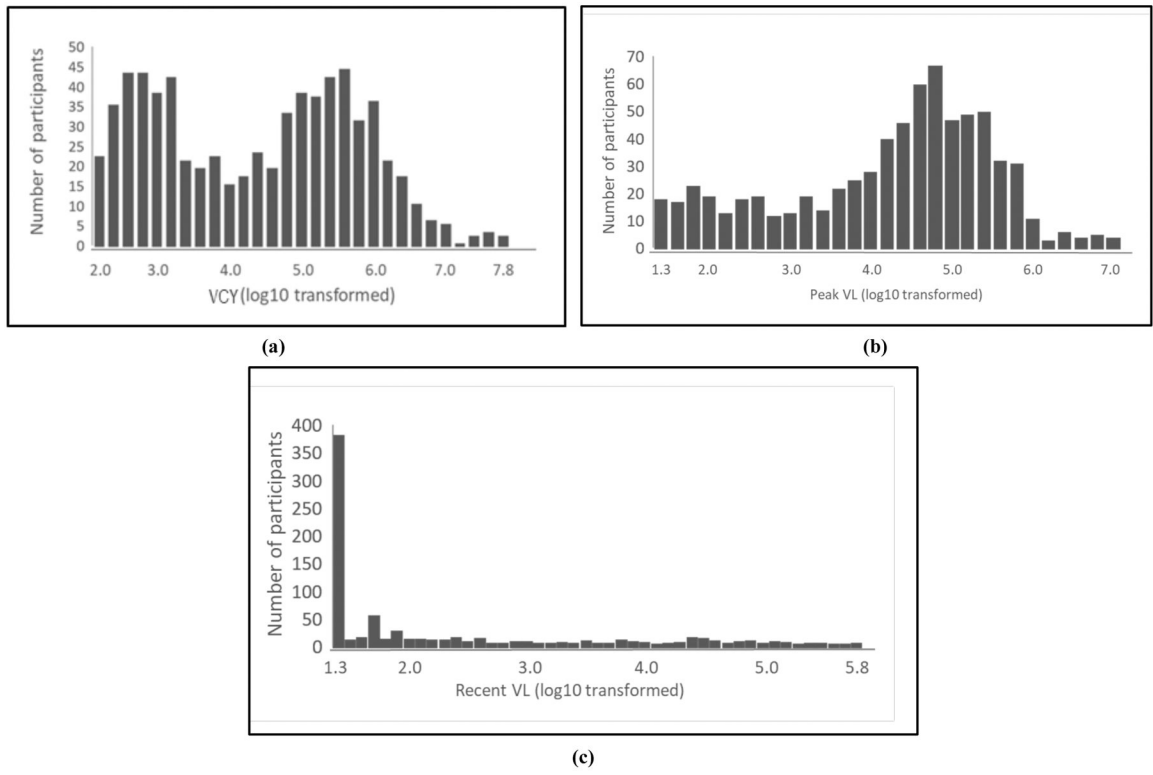 Number of participants
50
45
40
35
30
25
20
15
10
5
0
2.0 3.0 4.0 5.0 6.0 7.0 7.8
VCY (log10 transformed)
(a)
Number of participants
70
60
50
40
30
20
10
0
1.3 2.0 3.0 4.0 5.0 6.0 7.0
Peak VL (log10 transformed)
(b)
Number of participants
400
350
300
250
200
150
100
50
0
1.3 2.0 3.0 4.0 5.0 5.8
Recent VL (log10 transformed)
(c)